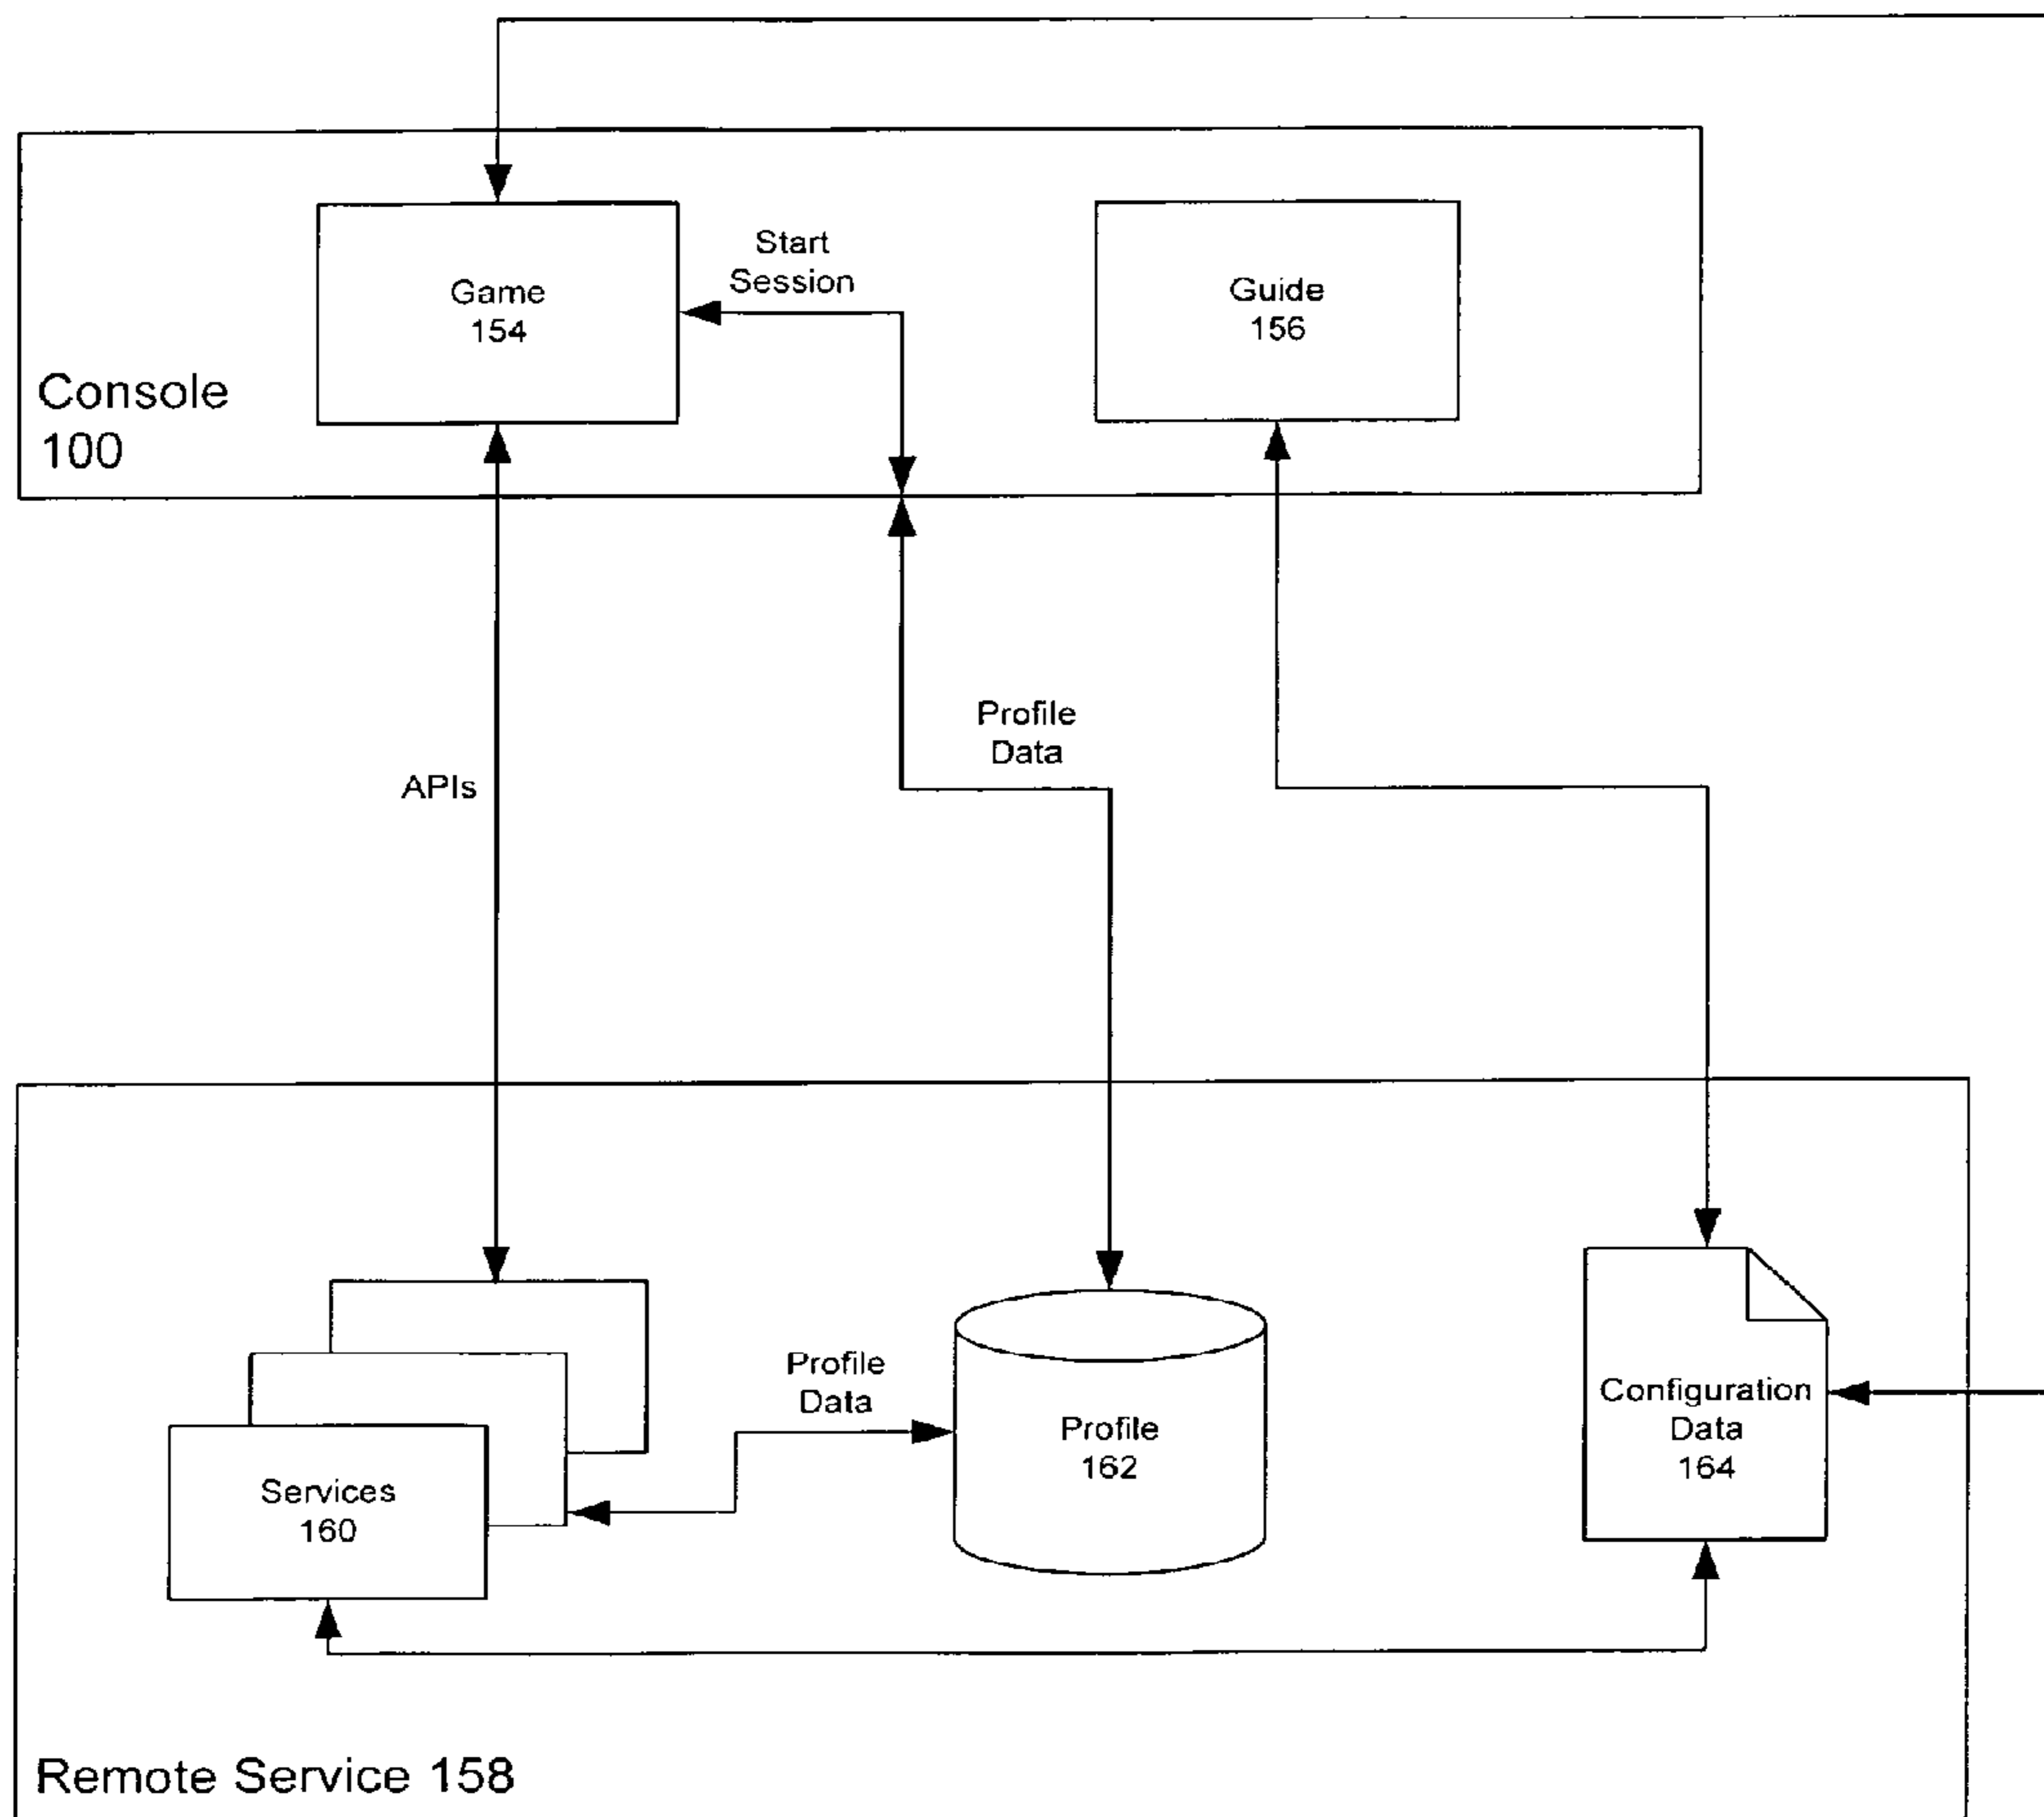 Start
Session
Game
154
Guide
156
Console
100
Profile
Data
APIs
Profile
Data
Profile
162
Configuration
Data
164
Services
160
Remote Service 158